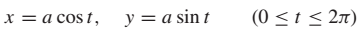 x = a cos t, y = a sin t (0 ≤ t ≤ 2π)